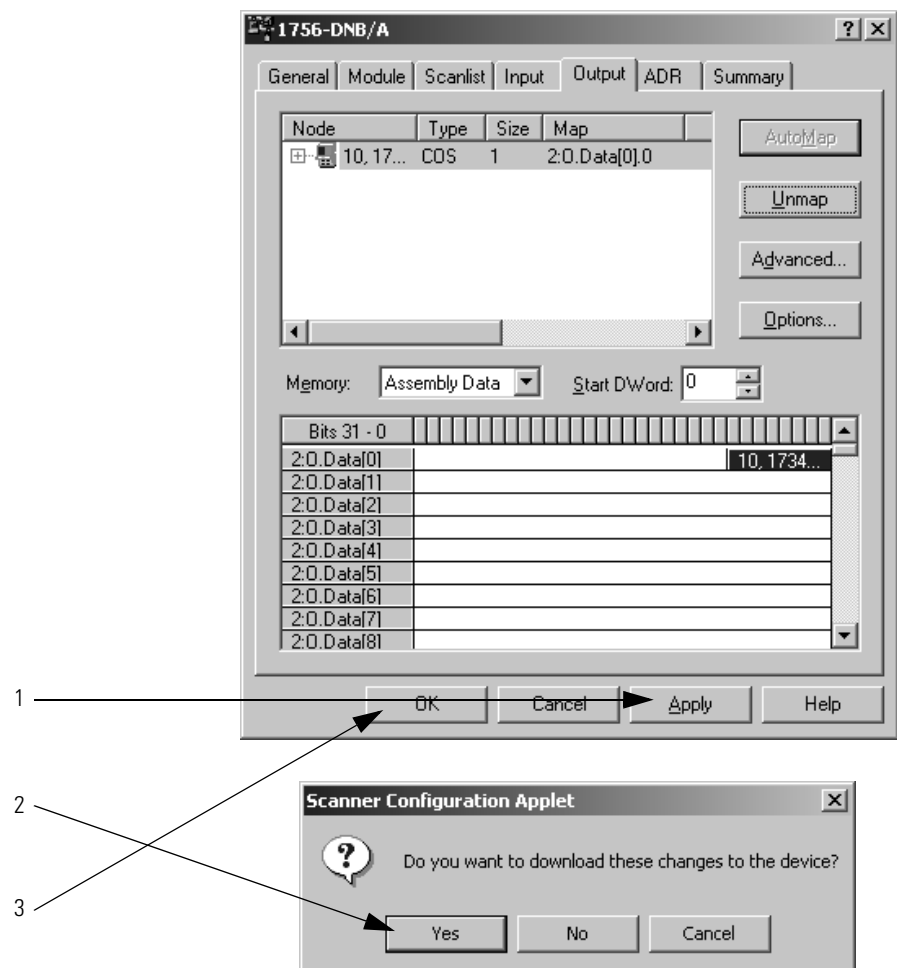 1756-DNB/A
General Module Scanlist Input Output ADR Summary
Node Type Size Map
10, 17... COS 1 2:O.Data[0].0
AutoMap
Unmap
Advanced...
Options...
Memory: Assembly Data Start DWord: 0
Bits 31 - 0
2:O.Data[0] 10, 1734...
2:O.Data[1]
2:O.Data[2]
2:O.Data[3]
2:O.Data[4]
2:O.Data[5]
2:O.Data[6]
2:O.Data[7]
2:O.Data[8]
1
OK Cancel Apply Help
2
Scanner Configuration Applet
Do you want to download these changes to the device?
3
Yes No Cancel